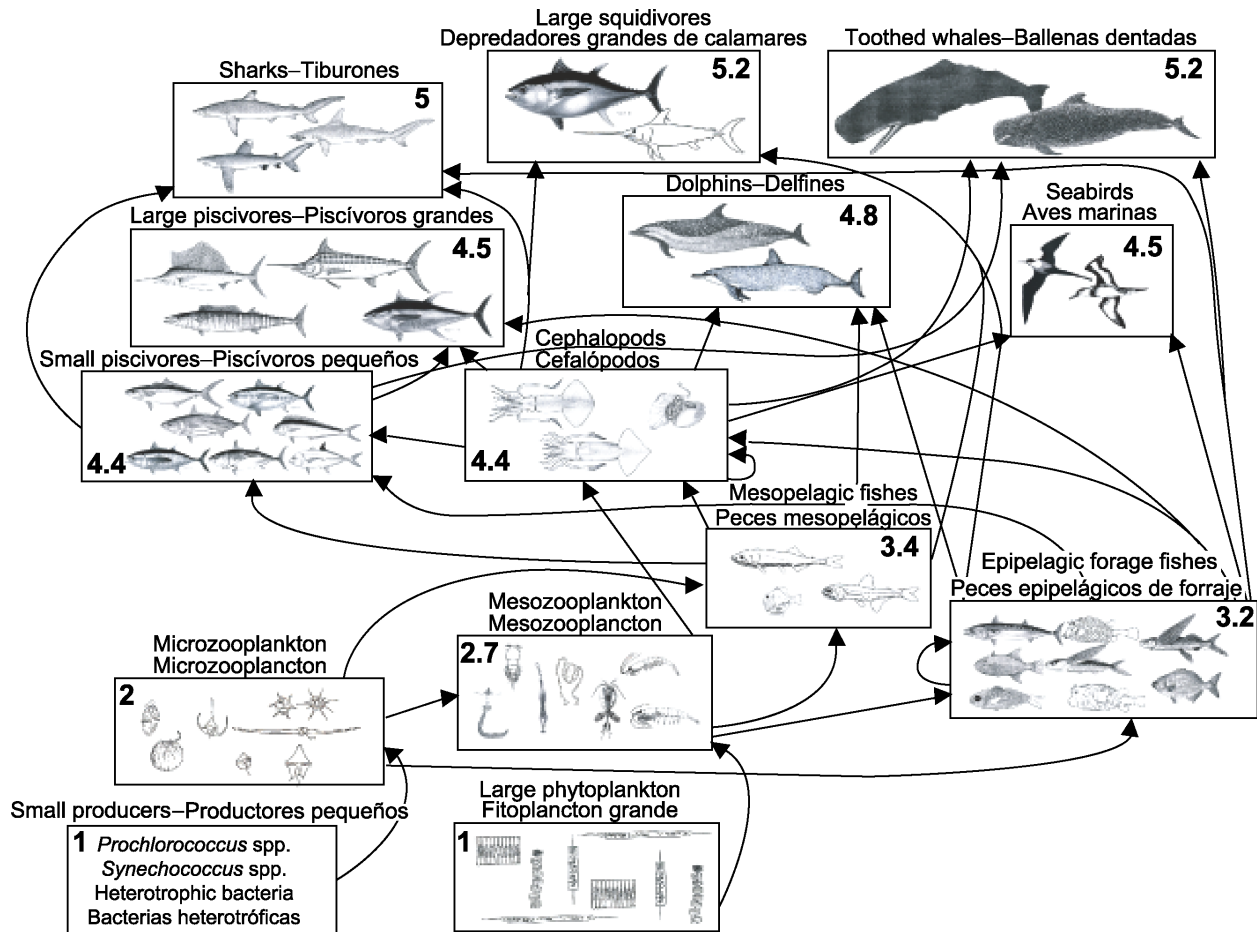 Large squidivores
Depredadores grandes de calamares
5.2
Toothed whales–Ballenas dentadas
5.2
Sharks–Tiburones
5
Dolphins–Delfines
4.8
Seabirds
Aves marinas
4.5
Large piscivores–Piscívoros grandes
4.5
Small piscivores–Piscívoros pequeños
4.4
Cephalopods
Cefalópodos
4.4
Mesopelagic fishes
Peces mesopelágicos
3.4
Epipelagic forage fishes
Peces epipelágicos de forraje
3.2
Mesozooplankton
Mesozooplancton
2.7
Microzooplankton
Microzooplancton
2
Small producers–Productores pequeños
1
Prochlorococcus spp.
Synechococcus spp.
Heterotrophic bacteria
Bacterias heterotróficas
Large phytoplankton
Fitoplancton grande
1